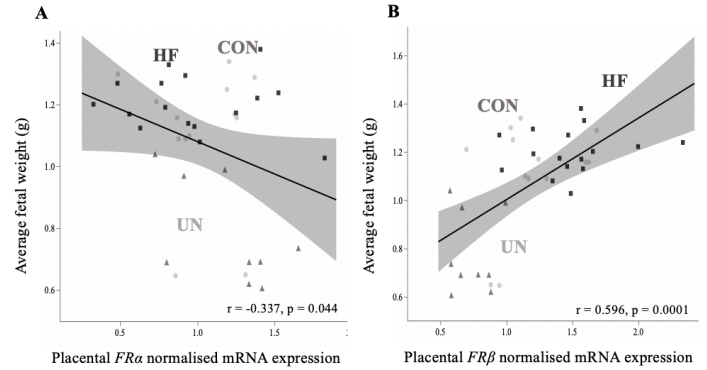 A
HF
CON
UN
1.4
1.2
1.0
0.8
0.6
0.5
1.0
1.5
r = -0.337, p = 0.044
Average fetal weight (g)
Placental FRα normalised mRNA expression
B
HF
CON
UN
1.6
1.4
1.2
1.0
0.8
0.6
0.5
1.0
1.5
2.0
r = 0.596, p = 0.0001
Average fetal weight (g)
Placental FRβ normalised mRNA expression